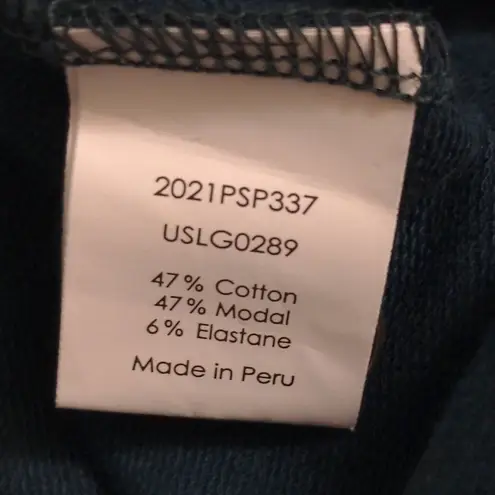 2021PSP337
USLG0289
47% Cotton
47% Modal
6% Elastane
Made in Peru